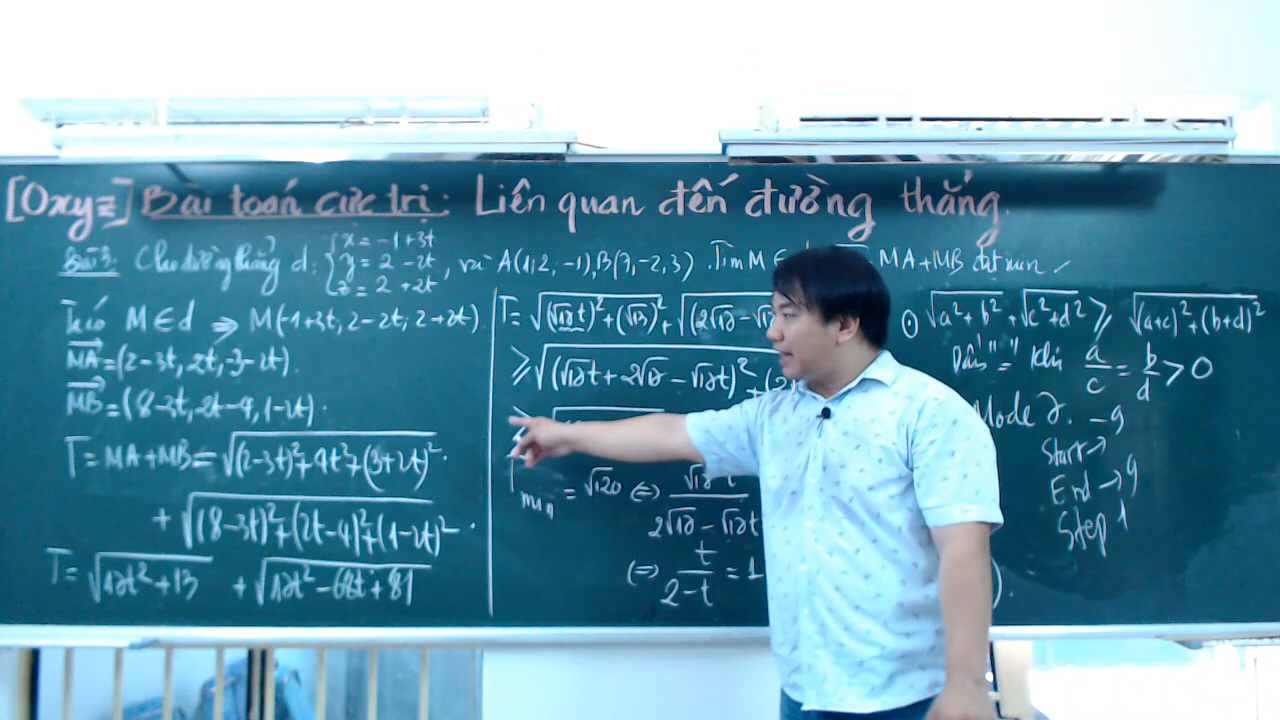 [Oxyz] Bài toán cực trị: Liên quan đến đường thẳng.
Bài 3: Cho đường thẳng d: { x = -1 + 3t
y = 2 - 2t
z = 2 + 2t , và A(1, 2, -1), B(7, -2, 3). Tìm M ∈ MA + MB đạt min
Ta có M ∈ d ⇒ M(-1+3t, 2-2t, 2+2t)
MA = (2-3t, 2t, -3-2t).
MB = (8-3t, 2t-4, 1-2t).
T = MA + MB = √((2-3t)² + 4t² + (3+2t)²
+ √((8-3t)² + (2t-4)² + (1-2t)²
T = √(17t² + 13) + √(17t² - 68t + 81)
T = √((√17 t)² + (√13)²) + √((2√17 - √17
≥ √((√17t + 2√17 - √17t)² +
≥
T min = √120 ⇔
2√17 - √17t
⇔ t/(2-t) = 1
).
⊙ √(a² + b²) + √(c² + d²) ≥ √((a+c)² + (b+d)²)
Dấu "=" khi a/c = b/d > 0
Mode 7.
Start → -9
End → 9
Step 1